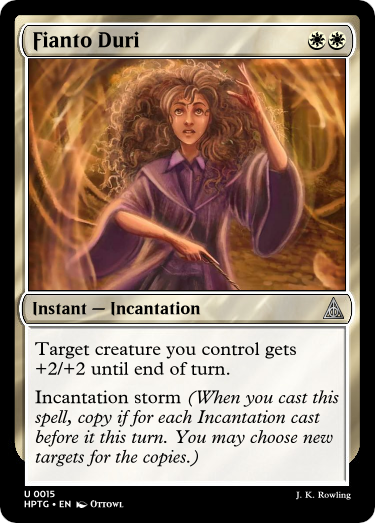 Fianto Duri
Instant — Incantation
Target creature you control gets
+2/+2 until end of turn.
Incantation storm (When you cast this
spell, copy if for each Incantation cast
before it this turn. You may choose new
targets for the copies.)
U 0015
HPTG • EN Ottowl
J. K. Rowling